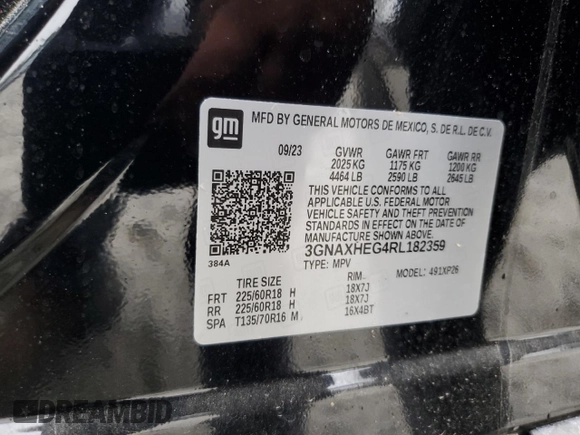 gm
MFD BY GENERAL MOTORS DE MEXICO, S. DE R.L. DE C.V.
09/23 GVWR GAWR FRT GAWR RR
2025 KG 1175 KG 1200 KG
4464 LB 2590 LB 2645 LB
THIS VEHICLE CONFORMS TO ALL
APPLICABLE U.S. FEDERAL MOTOR
VEHICLE SAFETY AND THEFT PREVENTION
STANDARDS IN EFFECT ON THE DATE OF
MANUFACTURE SHOWN ABOVE.
384A 3GNAXHEG4RL182359
TYPE: MPV MODEL: 491XP26
TIRE SIZE RIM
FRT 225/60R18 H 18X7J
RR 225/60R18 H 18X7J
SPA T135/70R16 M 16X4BT
DREAMBID